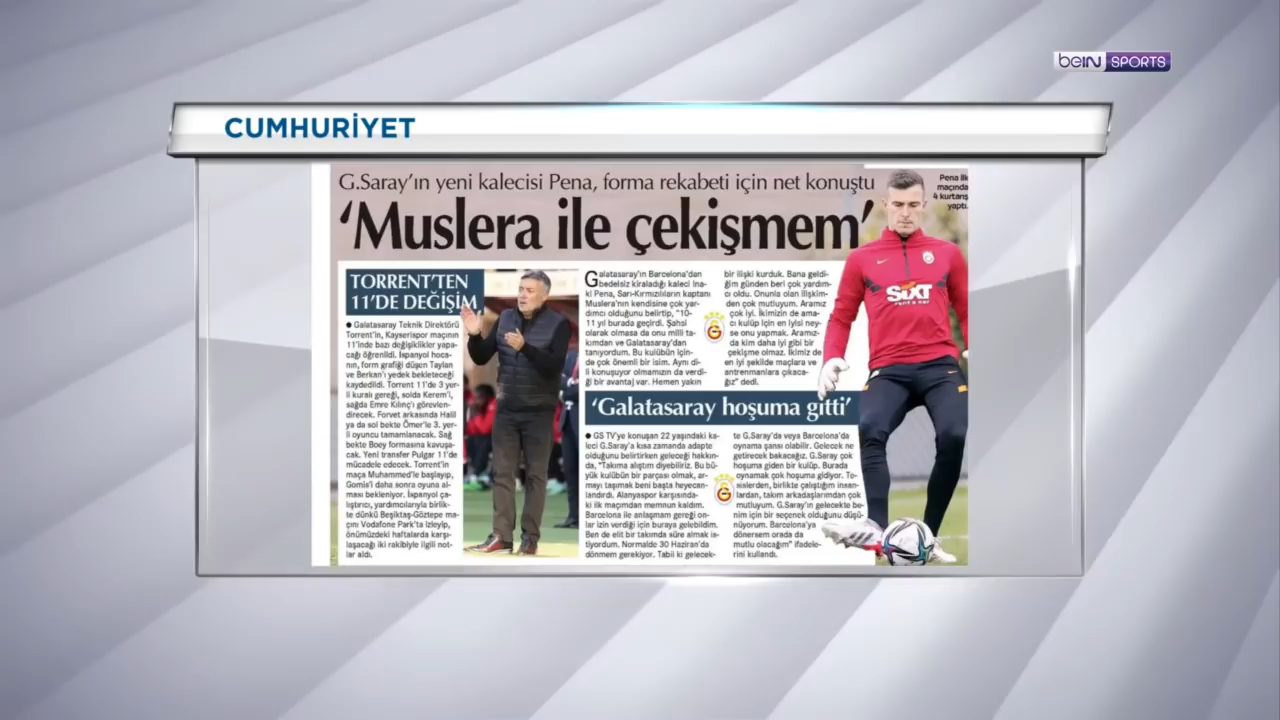 beIN SPORTS
CUMHURİYET
G.Saray’ın yeni kalecisi Pena, forma rekabeti için net konuştu
‘Muslera ile çekişmem’
Pena ilk
maçında
4 kurtarış
yaptı.
TORRENT’TEN
11’DE DEĞİŞİM
● Galatasaray Teknik Direktörü
Torrent’in, Kayserispor maçının
11’inde bazı değişiklikler yapa-
cağı öğrenildi. İspanyol hoca-
nın, form grafiği düşen Taylan
ve Berkan’ı yedek bekleteceği
kaydedildi. Torrent 11’de 3 yer-
li kuralı gereği, solda Kerem’i,
sağda Emre Kılınç’ı görevlen-
direcek. Forvet arkasında Halil
ya da sol bekte Ömer’le 3. yer-
li oyuncu tamamlanacak. Sağ
bekte Boey formasına kavuşa-
cak. Yeni transfer Pulgar 11’de
mücadele edecek. Torrent’in
maça Muhammed’le başlayıp,
Gomis’i daha sonra oyuna al-
ması bekleniyor. İspanyol ça-
lıştırıcı, yardımcılarıyla birlik-
te dünkü Beşiktaş-Göztepe ma-
çını Vodafone Park’ta izleyip,
önümüzdeki haftalarda karşı-
laşacağı iki rakibiyle ilgili not-
lar aldı.
Galatasaray’ın Barcelona’dan
bedelsiz kiraladığı kaleci Ina-
ki Pena, Sarı-Kırmızılıların kaptanı
Muslera’nın kendisine çok yar-
dımcı olduğunu belirtip, “10-
11 yıl burada geçirdi. Şahsi
olarak olmasa da onu milli ta-
kımdan ve Galatasaray’dan
tanıyordum. Bu kulübün için-
de çok önemli bir isim. Aynı di-
li konuşuyor olmamızın da verdi-
ği bir avantaj var. Hemen yakın
bir ilişki kurduk. Bana geldi-
ğim günden beri çok yardım-
cı oldu. Onunla olan ilişkim-
den çok mutluyum. Aramız
çok iyi. İkimizin de ama-
cı kulüp için en iyisi ney-
se onu yapmak. Aramız-
da kim daha iyi gibi bir
çekişme olmaz. İkimiz de
en iyi şekilde maçlara ve
antrenmanlara çıkaca-
ğız” dedi.
SIXT
RENT A CAR
‘Galatasaray hoşuma gitti’
● GS TV’ye konuşan 22 yaşındaki ka-
leci G.Saray’a kısa zamanda adapte
olduğunu belirtirken geleceği hakkın-
da, “Takıma alıştım diyebiliriz. Bu bü-
yük kulübün bir parçası olmak, ar-
mayı taşımak beni başta heyecan-
landırdı. Alanyaspor karşısında-
ki ilk maçımdan memnun kaldım.
Barcelona ile anlaşmam gereği on-
lar izin verdiği için buraya gelebildim.
Ben de elit bir takımda süre almak is-
tiyordum. Normalde 30 Haziran’da
dönmem gerekiyor. Tabii ki gelecek-
te G.Saray’da veya Barcelona’da
oynama şansı olabilir. Gelecek ne
getirecek bakacağız. G.Saray çok
hoşuma giden bir kulüp. Burada
oynamak çok hoşuma gidiyor. Te-
sislerden, birlikte çalıştığım insan-
lardan, takım arkadaşlarımdan çok
mutluyum. G.Saray’ın gelecekte be-
nim için bir seçenek olduğunu düşü-
nüyorum. Barcelona’ya
dönersem orada da
mutlu olacağım” ifadele-
rini kullandı.